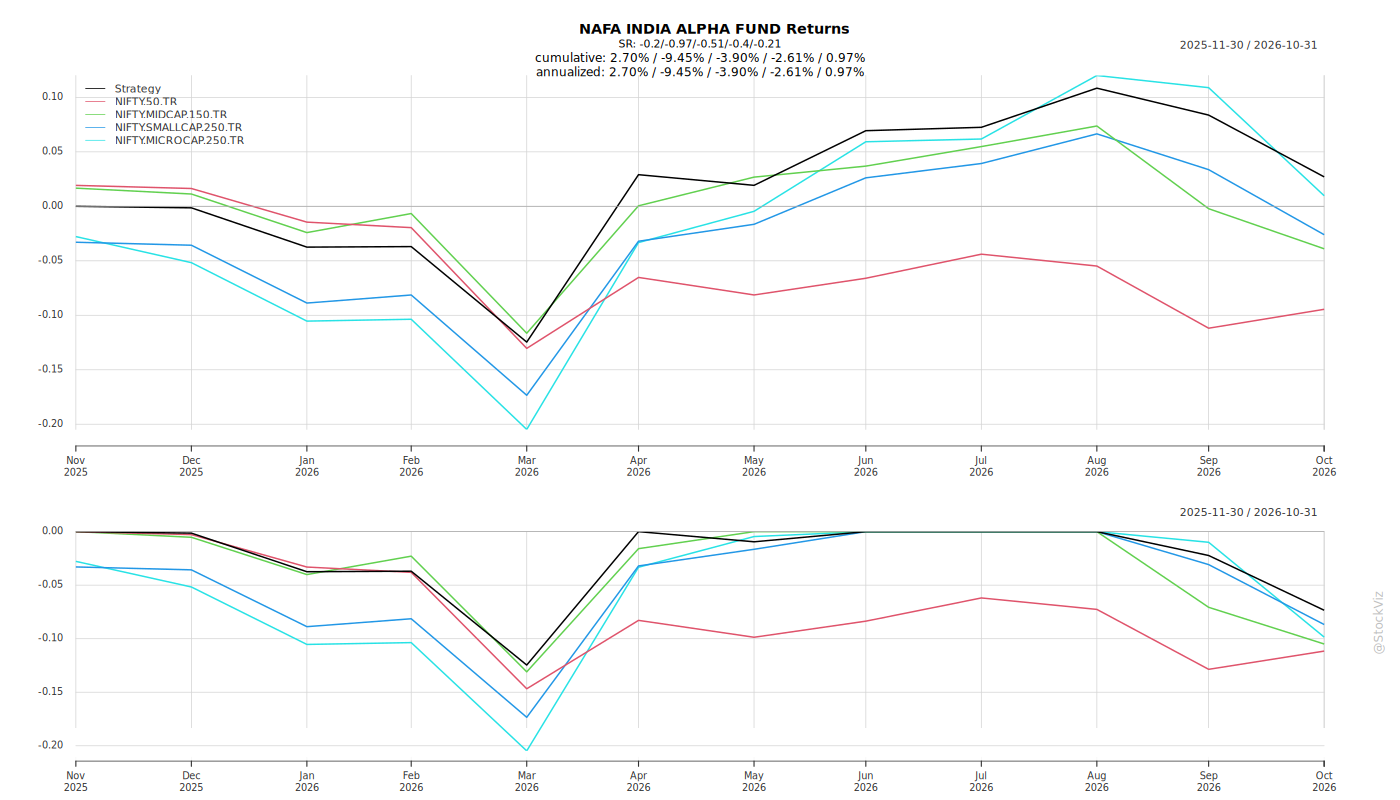 NAFA INDIA ALPHA FUND Returns
SR: -0.2/-0.97/-0.51/-0.4/-0.21
cumulative: 2.70% / -9.45% / -3.90% / -2.61% / 0.97%
annualized: 2.70% / -9.45% / -3.90% / -2.61% / 0.97%
2025-11-30 / 2026-10-31
Strategy
NIFTY.50.TR
NIFTY.MIDCAP.150.TR
NIFTY.SMALLCAP.250.TR
NIFTY.MICROCAP.250.TR
0.10
0.05
0.00
-0.05
-0.10
-0.15
-0.20
Nov Dec Jan Feb Mar Apr May Jun Jul Aug Sep Oct
2025 2025 2026 2026 2026 2026 2026 2026 2026 2026 2026 2026
2025-11-30 / 2026-10-31
0.00
-0.05
-0.10
-0.15
-0.20
Nov Dec Jan Feb Mar Apr May Jun Jul Aug Sep Oct
2025 2025 2026 2026 2026 2026 2026 2026 2026 2026 2026 2026
@StockViz